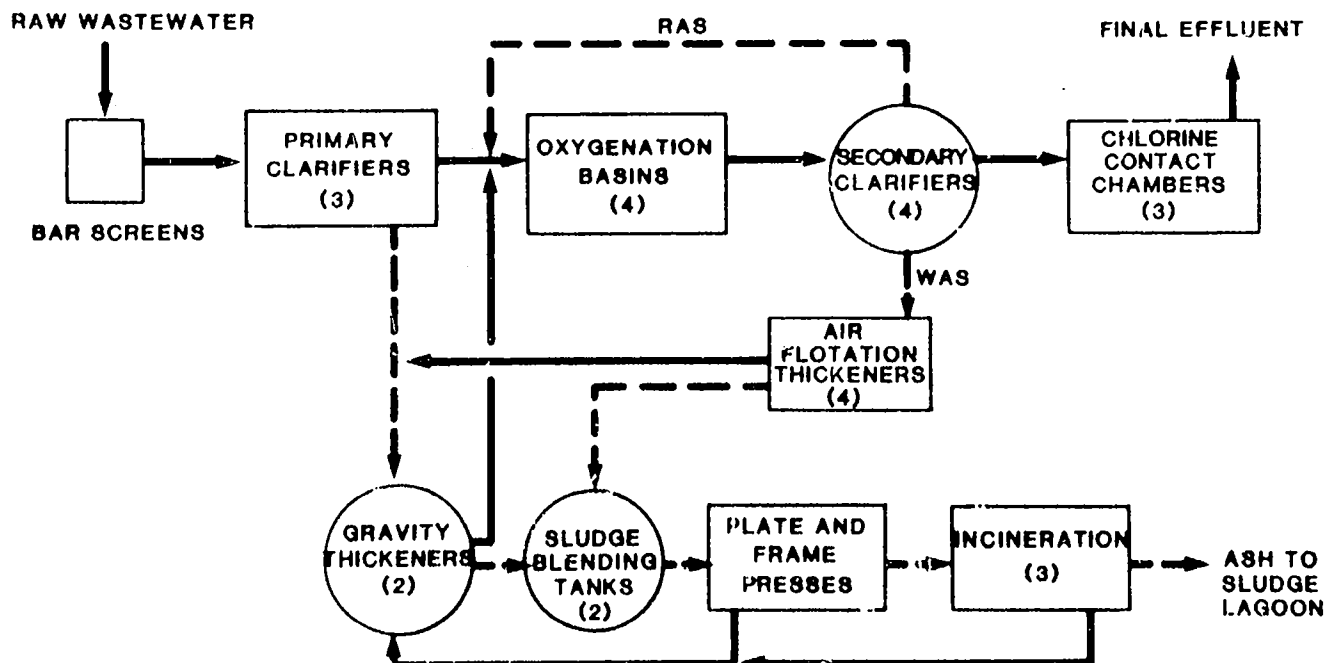 RAW WASTEWATER
RAS
FINAL EFFLUENT
PRIMARY
CLARIFIERS
(3)
OXYGENATION
BASINS
(4)
SECONDARY
CLARIFIERS
(4)
CHLORINE
CONTACT
CHAMBERS
(3)
BAR SCREENS
WAS
AIR
FLOTATION
THICKENERS
(4)
GRAVITY
THICKENERS
(2)
SLUDGE
BLENDING
TANKS
(2)
PLATE AND
FRAME
PRESSES
INCINERATION
(3)
ASH TO
SLUDGE
LAGOON